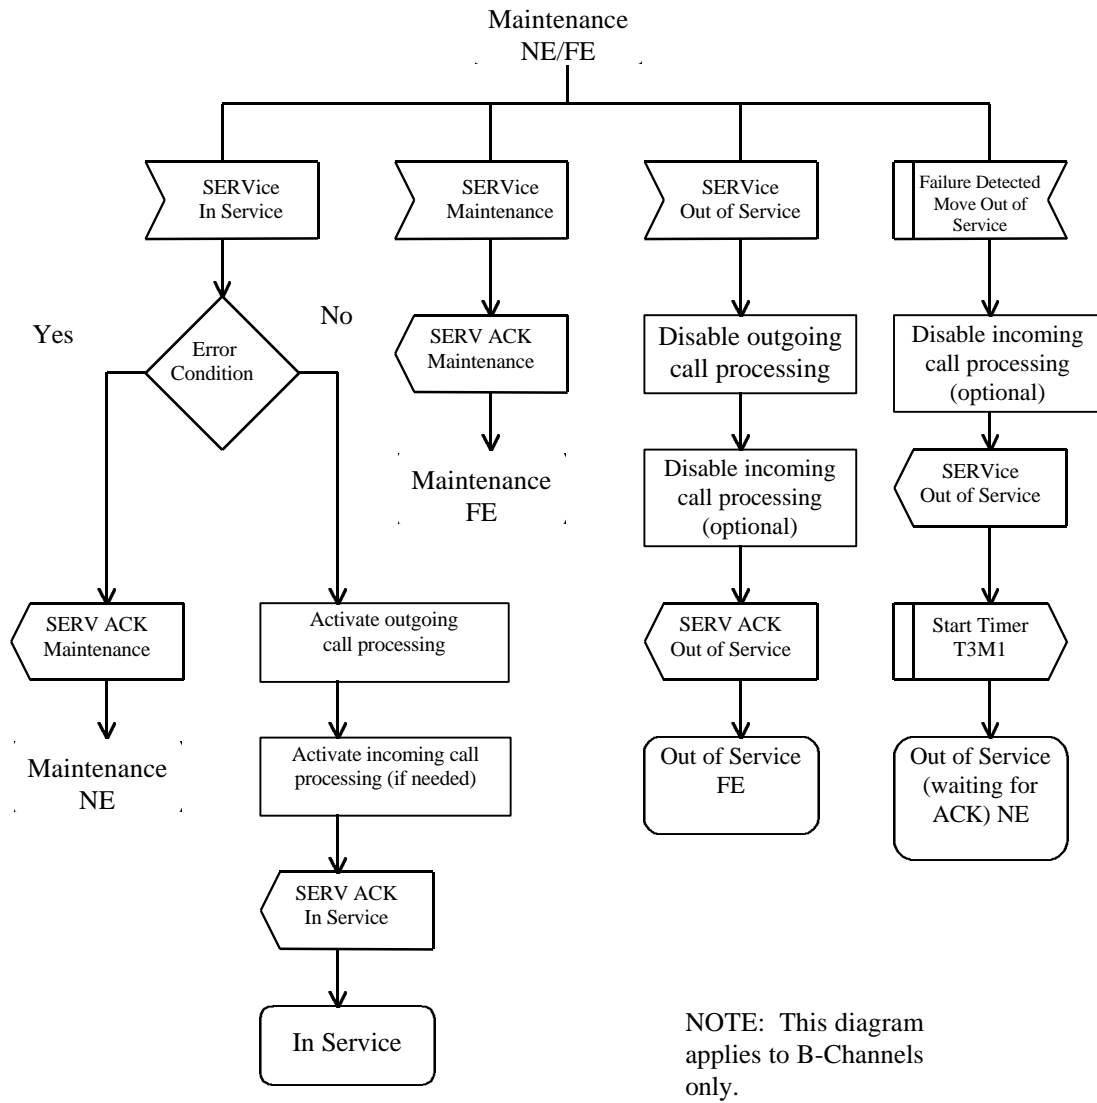 Maintenance
NE/FE
SERVice
In Service
SERVice
Maintenance
SERVice
Out of Service
Failure Detected
Move Out of
Service
Yes
No
Error
Condition
SERV ACK
Maintenance
Disable outgoing
call processing
Disable incoming
call processing
(optional)
Maintenance
FE
Disable incoming
call processing
(optional)
SERVice
Out of Service
SERV ACK
Maintenance
Activate outgoing
call processing
SERV ACK
Out of Service
Start Timer
T3M1
Maintenance
NE
Activate incoming call
processing (if needed)
Out of Service
FE
Out of Service
(waiting for
ACK) NE
SERV ACK
In Service
In Service
NOTE: This diagram
applies to B-Channels
only.